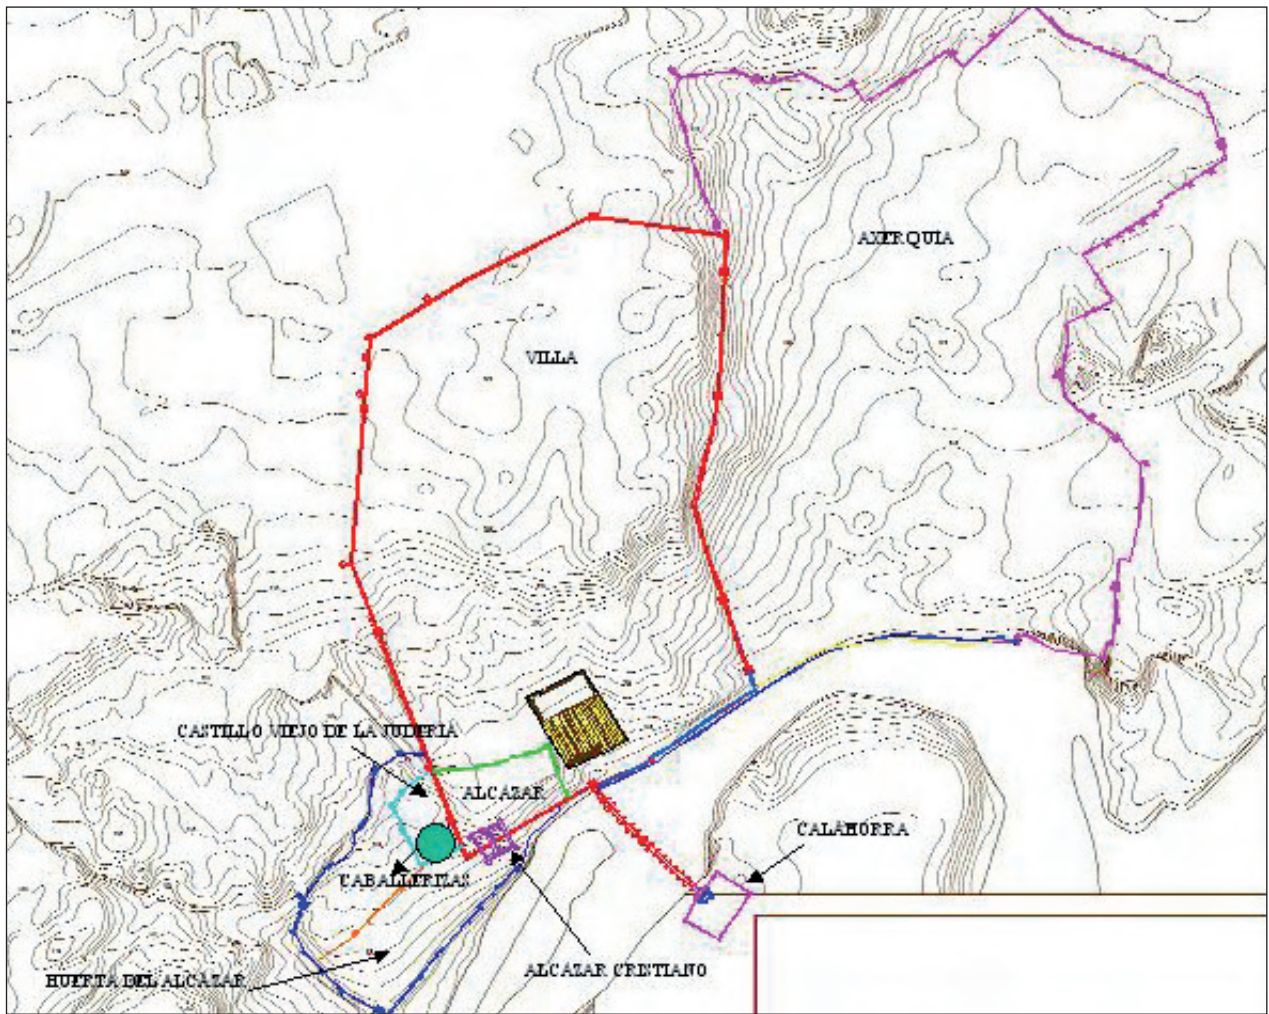 AXERQUIA
VILLA
CASTILLO VIEJO DE LA JUDERIA
ALCAZAR
CALAHORRA
CABALLERIZAS
ALCAZAR CRISTIANO
HUERTA DEL ALCAZAR